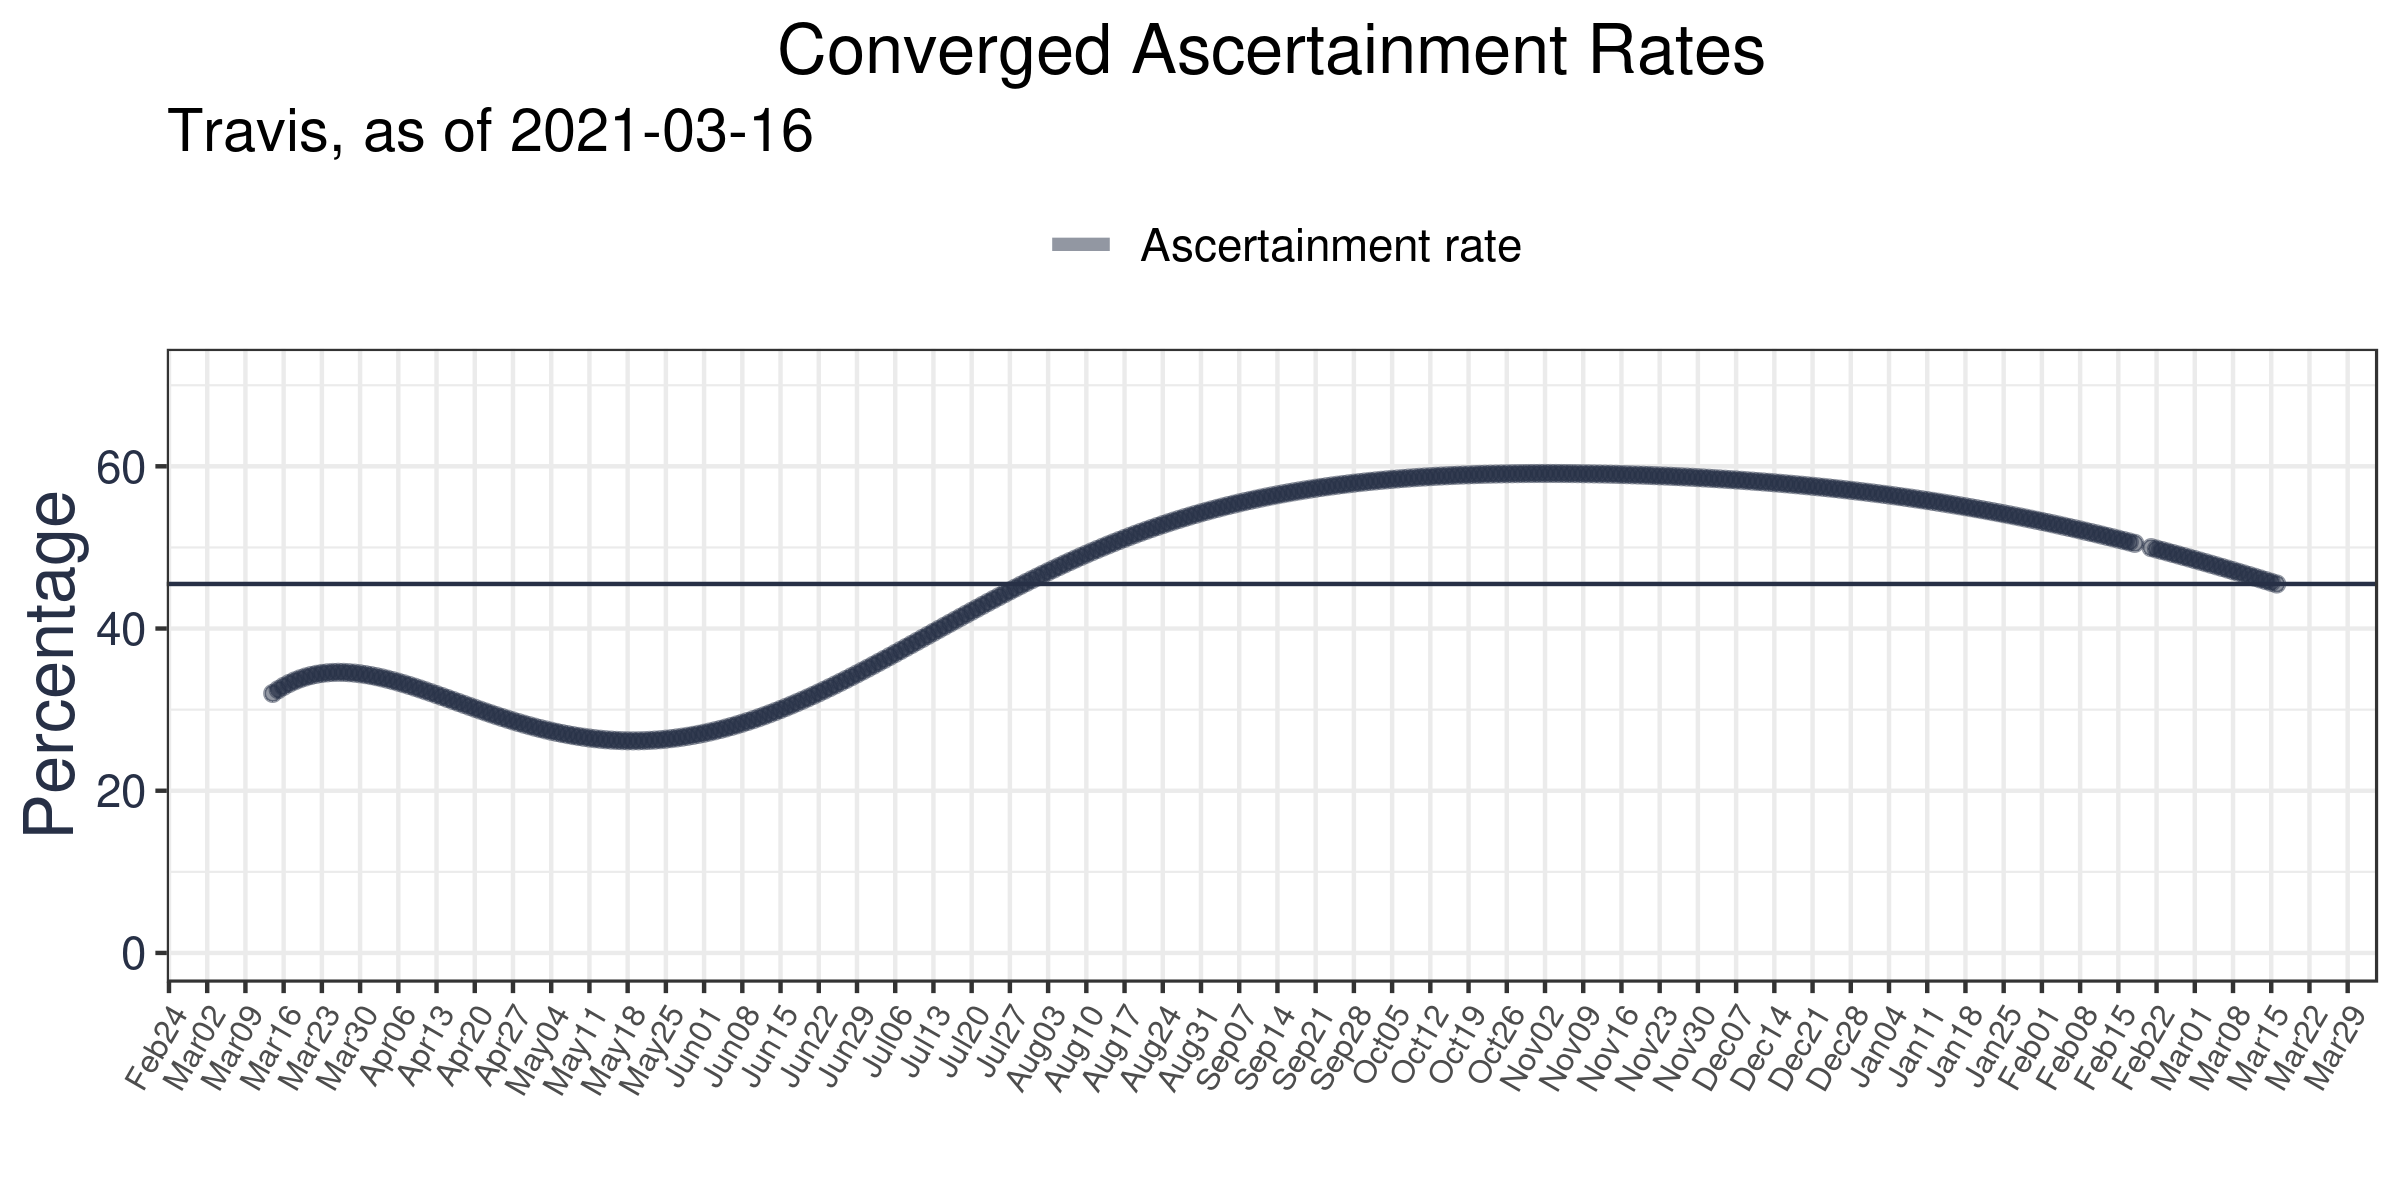 Converged Ascertainment Rates
Travis, as of 2021-03-16
Ascertainment rate
Percentage
60
40
20
0
Feb24
Mar02
Mar09
Mar16
Mar23
Mar30
Apr06
Apr13
Apr20
Apr27
May04
May11
May18
May25
Jun01
Jun08
Jun15
Jun22
Jun29
Jul06
Jul13
Jul20
Jul27
Aug03
Aug10
Aug17
Aug24
Aug31
Sep07
Sep14
Sep21
Sep28
Oct05
Oct12
Oct19
Oct26
Nov02
Nov09
Nov16
Nov23
Nov30
Dec07
Dec14
Dec21
Dec28
Jan04
Jan11
Jan18
Jan25
Feb01
Feb08
Feb15
Feb22
Mar01
Mar08
Mar15
Mar22
Mar29